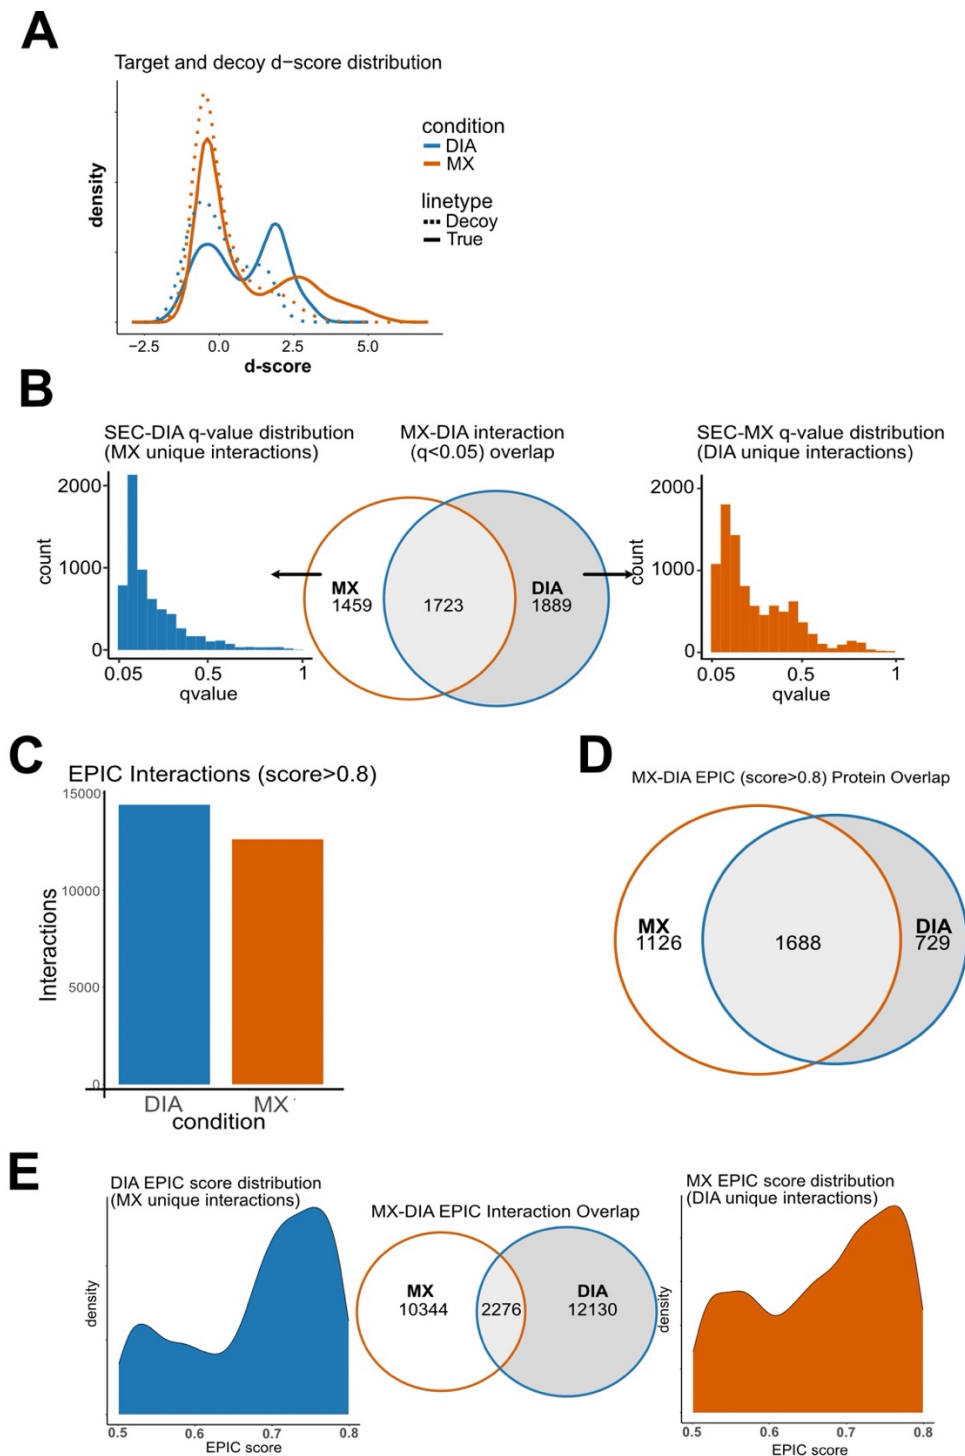 A
Target and decoy d−score distribution
density
condition
DIA
MX
linetype
Decoy
True
−2.5 0.0 2.5 5.0
d-score
B
SEC-DIA q-value distribution
(MX unique interactions)
MX-DIA interaction
(q<0.05) overlap
SEC-MX q-value distribution
(DIA unique interactions)
2000
1000
0
count
0.05 0.5 1
qvalue
MX
1459
1723
DIA
1889
2000
1000
0
count
0.05 0.5 1
qvalue
C
EPIC Interactions (score>0.8)
15000
10000
5000
0
Interactions
DIA MX
condition
D
MX-DIA EPIC (score>0.8) Protein Overlap
MX
1126
1688
DIA
729
E
DIA EPIC score distribution
(MX unique interactions)
density
0.5 0.6 0.7 0.8
EPIC score
MX-DIA EPIC Interaction Overlap
MX
10344
2276
DIA
12130
MX EPIC score distribution
(DIA unique interactions)
density
0.5 0.6 0.7 0.8
EPIC score